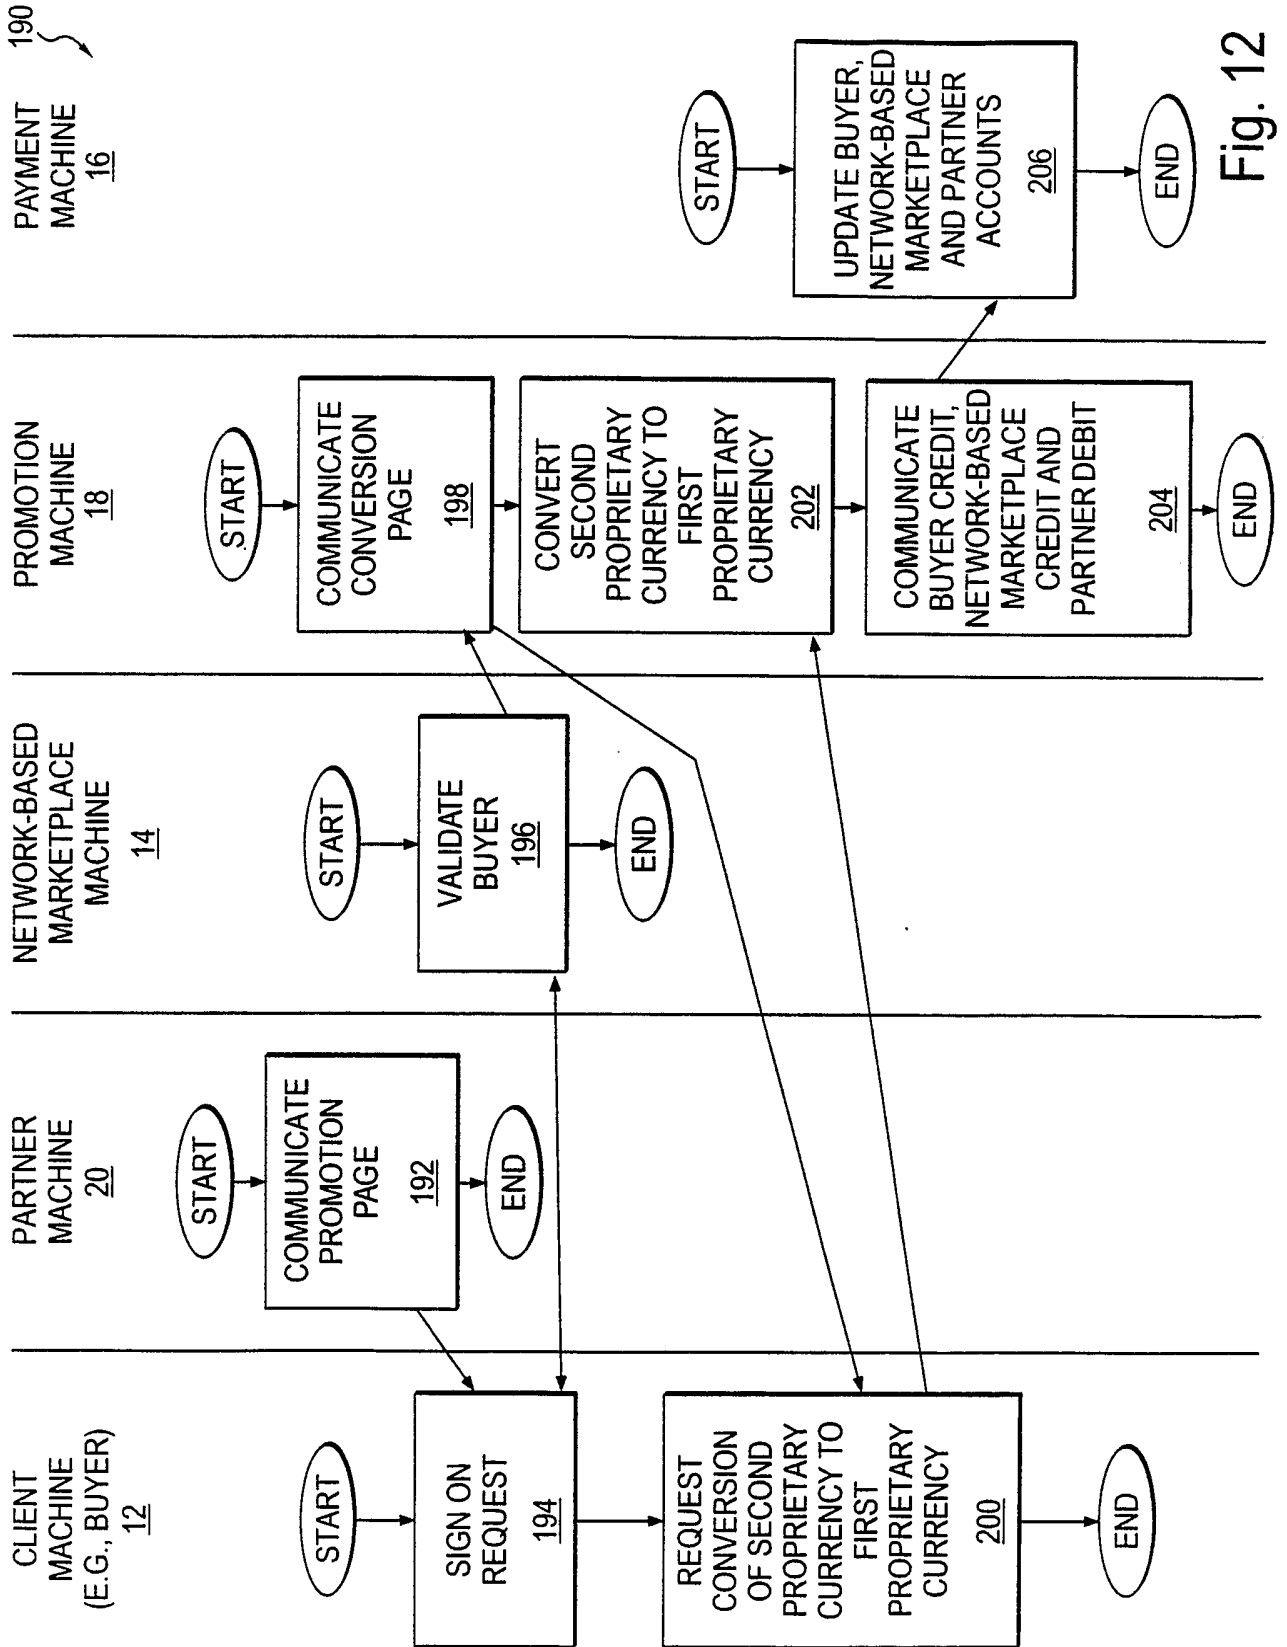 190
CLIENT
MACHINE
(E.G., BUYER)
12
START
SIGN ON
REQUEST
194
REQUEST
CONVERSION
OF SECOND
PROPRIETARY
CURRENCY TO
FIRST
PROPRIETARY
CURRENCY
200
END
PARTNER
MACHINE
20
START
COMMUNICATE
PROMOTION
PAGE
192
END
NETWORK-BASED
MARKETPLACE
MACHINE
14
START
VALIDATE
BUYER
196
END
PROMOTION
MACHINE
18
START
COMMUNICATE
CONVERSION
PAGE
198
CONVERT
SECOND
PROPRIETARY
CURRENCY TO
FIRST
PROPRIETARY
CURRENCY
202
COMMUNICATE
BUYER CREDIT,
NETWORK-BASED
MARKETPLACE
CREDIT AND
PARTNER DEBIT
204
END
PAYMENT
MACHINE
16
START
UPDATE BUYER,
NETWORK-BASED
MARKETPLACE
AND PARTNER
ACCOUNTS
206
END
Fig. 12